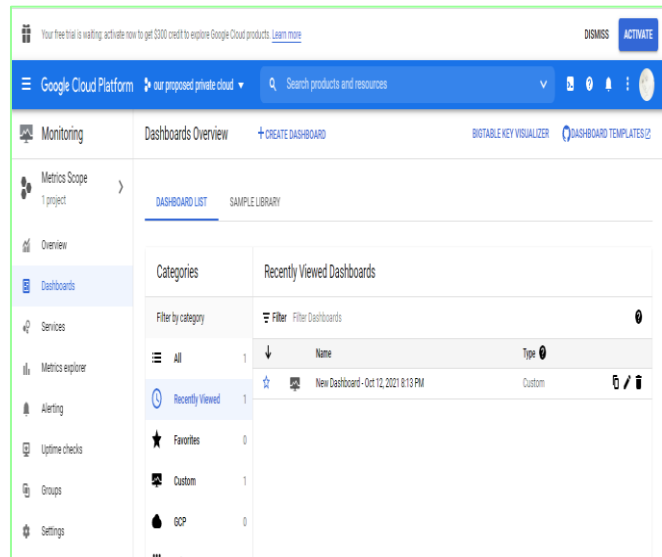 Your free trial is waiting: activate now to get $300 credit to explore Google Cloud products. Learn more
DISMISS
ACTIVATE
Google Cloud Platform
our proposed private cloud
Search products and resources
Monitoring
Dashboards Overview
+ CREATE DASHBOARD
BIGTABLE KEY VISUALIZER
DASHBOARD TEMPLATES
Metrics Scope
1 project
DASHBOARD LIST
SAMPLE LIBRARY
Overview
Dashboards
Services
Metrics explorer
Alerting
Uptime checks
Groups
Settings
Categories
Filter by category
All 1
Recently Viewed 1
Favorites 0
Custom 1
GCP 0
Recently Viewed Dashboards
Filter Filter Dashboards
Name Type
New Dashboard - Oct 12, 2021 8:13 PM Custom